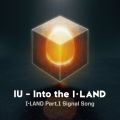 IU - Into the I-LAND
I-LAND Part.1 Signal Song